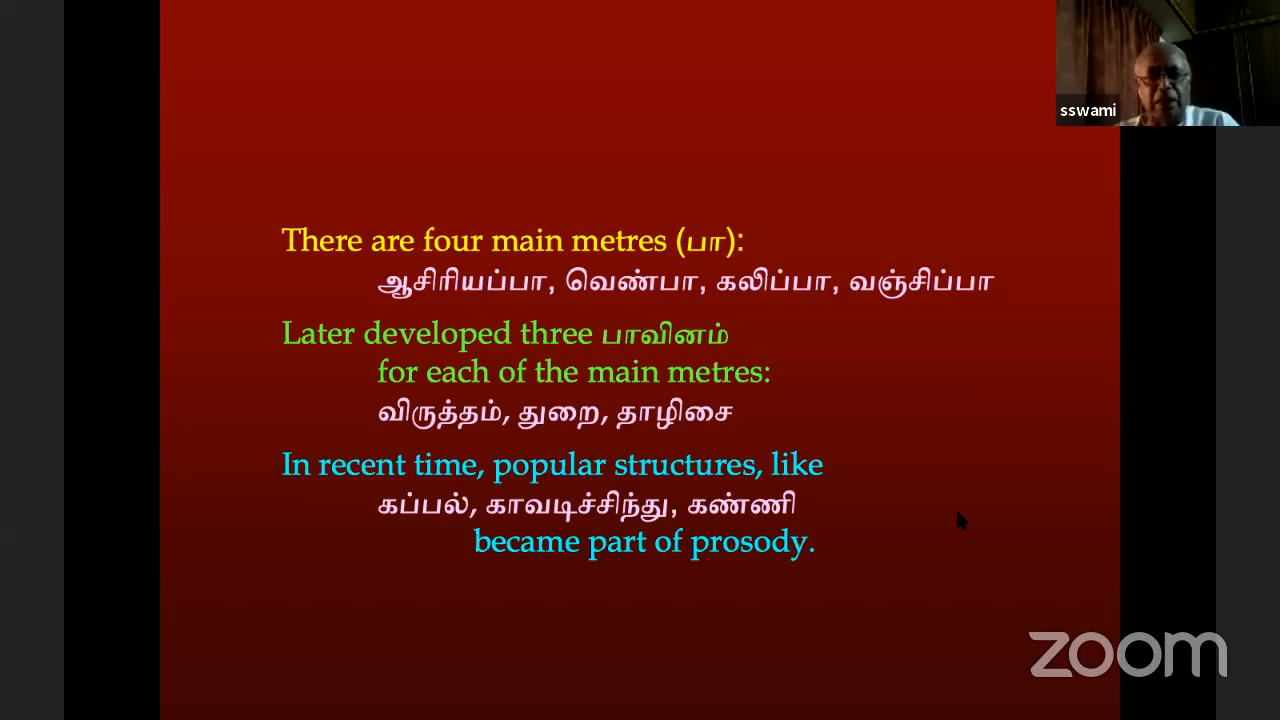 sswami
There are four main metres (பா):
ஆசிரியப்பா, வெண்பா, கலிப்பா, வஞ்சிப்பா
Later developed three பாவினம்
for each of the main metres:
விருத்தம், துறை, தாழிசை
In recent time, popular structures, like
கப்பல், காவடிச்சிந்து, கண்ணி
became part of prosody.
zoom